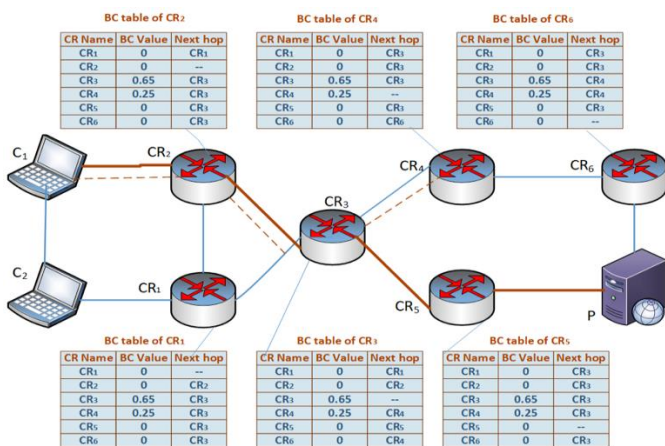 BC table of CR₂
CR Name BC Value Next hop
CR₁ 0 CR₁
CR₂ 0 --
CR₃ 0.65 CR₃
CR₄ 0.25 CR₃
CR₅ 0 CR₃
CR₆ 0 CR₃
BC table of CR₄
CR Name BC Value Next hop
CR₁ 0 CR₃
CR₂ 0 CR₃
CR₃ 0.65 CR₃
CR₄ 0.25 --
CR₅ 0 CR₃
CR₆ 0 CR₆
BC table of CR₆
CR Name BC Value Next hop
CR₁ 0 CR₃
CR₂ 0 CR₃
CR₃ 0.65 CR₄
CR₄ 0.25 CR₄
CR₅ 0 CR₃
CR₆ 0 --
C₁
CR₂
CR₄
CR₆
CR₃
C₂
CR₁
CR₅
P
BC table of CR₁
CR Name BC Value Next hop
CR₁ 0 --
CR₂ 0 CR₂
CR₃ 0.65 CR₃
CR₄ 0.25 CR₃
CR₅ 0 CR₃
CR₆ 0 CR₃
BC table of CR₃
CR Name BC Value Next hop
CR₁ 0 CR₁
CR₂ 0 CR₂
CR₃ 0.65 --
CR₄ 0.25 CR₄
CR₅ 0 CR₅
CR₆ 0 CR₄
BC table of CR₅
CR Name BC Value Next hop
CR₁ 0 CR₃
CR₂ 0 CR₃
CR₃ 0.65 CR₃
CR₄ 0.25 CR₃
CR₅ 0 --
CR₆ 0 CR₃